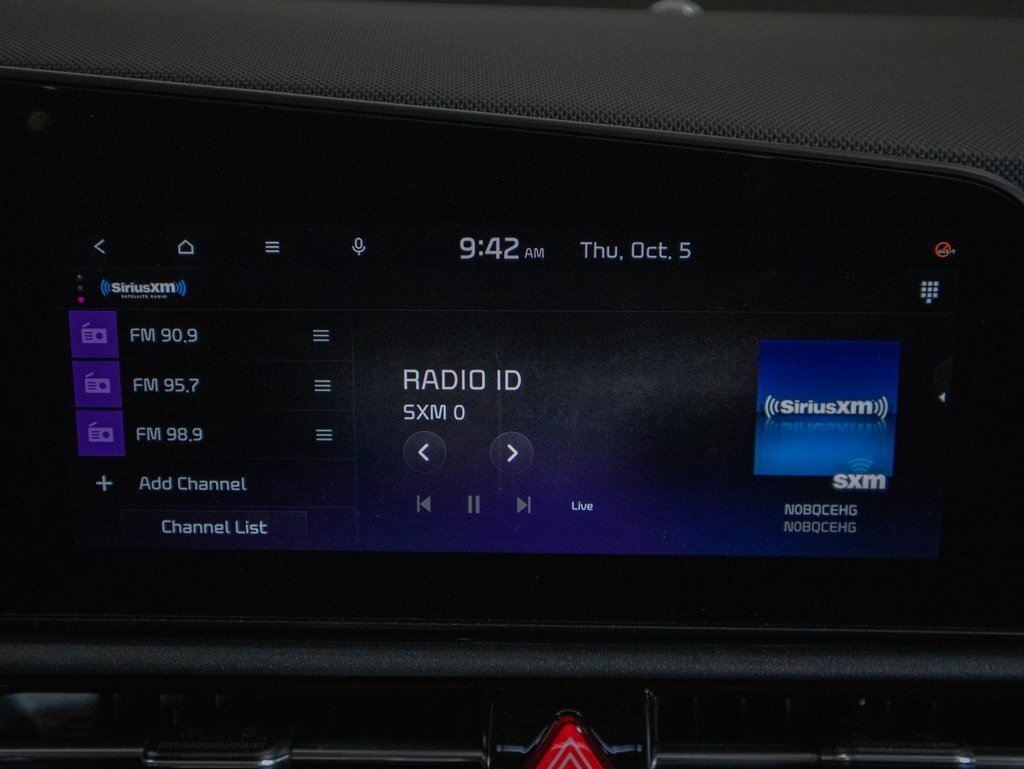 9:42 AM Thu, Oct. 5
SiriusXM
SATELLITE RADIO
FM 90.9
FM 95.7
FM 98.9
+ Add Channel
Channel List
RADIO ID
SXM 0
Live
SiriusXM
sxm
N0BQCEHG
N0BQCEHG